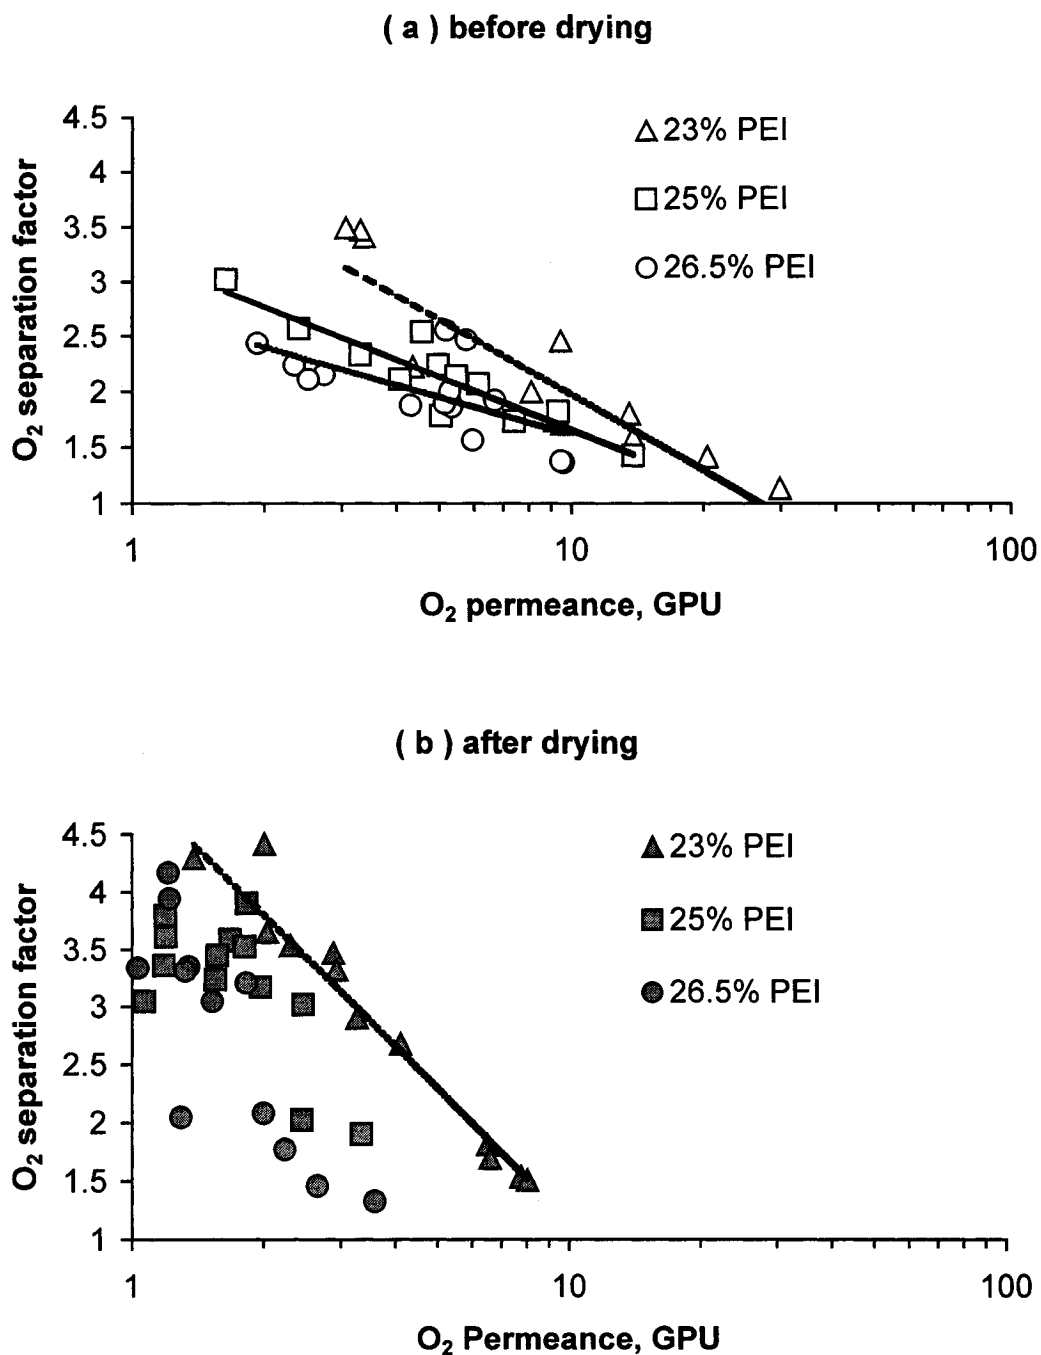 ( a ) before drying
4.5
4
3.5
3
2.5
2
1.5
1
O₂ separation factor
23% PEI
25% PEI
26.5% PEI
1 10 100
O₂ permeance, GPU
( b ) after drying
4.5
4
3.5
3
2.5
2
1.5
1
O₂ separation factor
23% PEI
25% PEI
26.5% PEI
1 10 100
O₂ Permeance, GPU